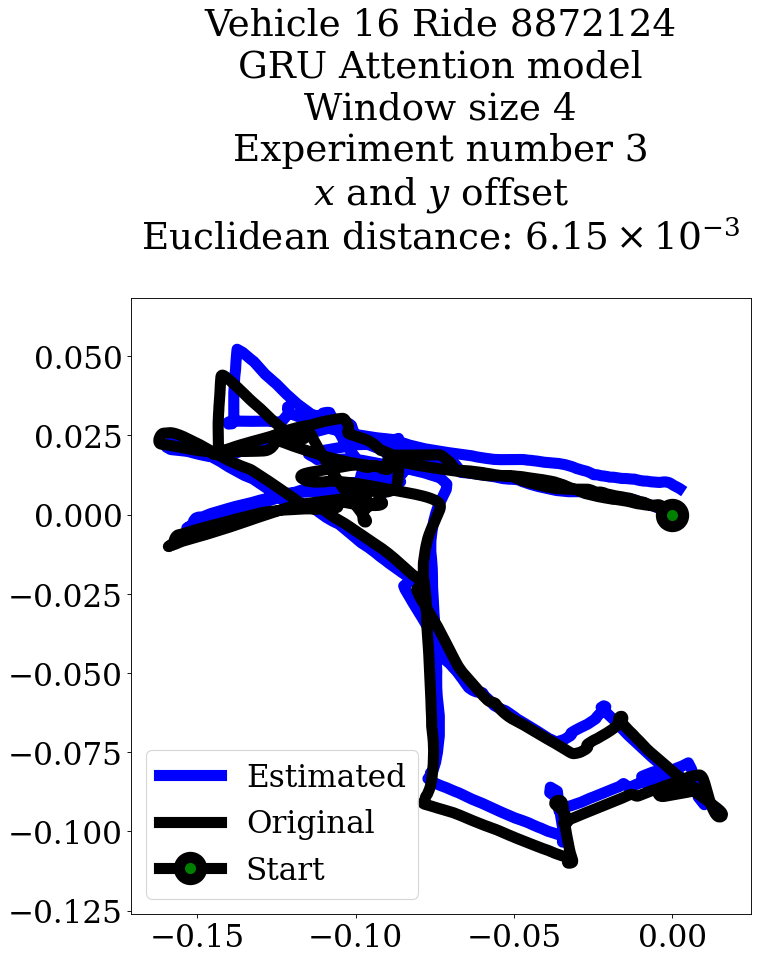 Vehicle 16 Ride 8872124
GRU Attention model
Window size 4
Experiment number 3
x and y offset
Euclidean distance: 6.15 × 10⁻³
0.050
0.025
0.000
−0.025
−0.050
−0.075
−0.100
−0.125
Estimated
Original
Start
−0.15
−0.10
−0.05
0.00